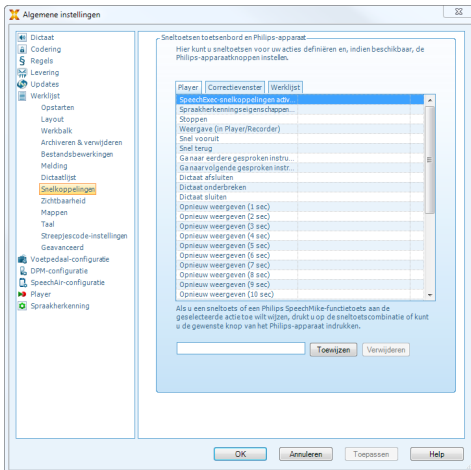 Algemene instellingen
Dictaat
Codering
Regels
Levering
Updates
Werklijst
Opstarten
Layout
Werkbalk
Archiveren & verwijderen
Bestandsbewerkingen
Melding
Dictaatlijst
Snelkoppelingen
Zichtbaarheid
Mappen
Taal
Streepjescode-instellingen
Geavanceerd
Voetpedaal-configuratie
DPM-configuratie
SpeechAir-configuratie
Player
Spraakherkenning
Sneltoetsen toetsenbord en Philips-apparaat
Hier kunt u sneltoetsen voor uw acties definiëren en, indien beschikbaar, de
Philips-apparaatknoppen instellen.
Player Correctievenster Werklijst
SpeechExec-snelkoppelingen activ...
Spraakherkenningseigenschappen...
Stoppen
Weergave (in Player/Recorder)
Snel vooruit
Snel terug
Ga naar eerdere gesproken instru...
Ga naar volgende gesproken instr...
Dictaat afsluiten
Dictaat onderbreken
Dictaat sluiten
Opnieuw weergeven (1 sec)
Opnieuw weergeven (2 sec)
Opnieuw weergeven (3 sec)
Opnieuw weergeven (4 sec)
Opnieuw weergeven (5 sec)
Opnieuw weergeven (6 sec)
Opnieuw weergeven (7 sec)
Opnieuw weergeven (8 sec)
Opnieuw weergeven (9 sec)
Opnieuw weergeven (10 sec)
Als u een sneltoets of een Philips SpeechMike-functietoets aan de
geselecteerde actie toe wilt wijzen, drukt u op de sneltoetscombinatie of kunt
u de gewenste knop van het Philips-apparaat indrukken.
Toewijzen Verwijderen
OK Annuleren Toepassen Help